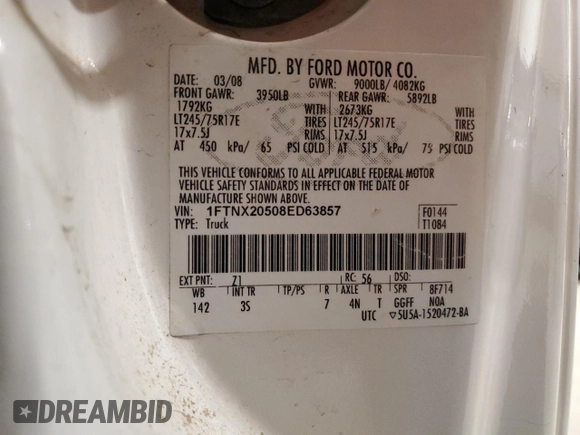 MFD. BY FORD MOTOR CO.
DATE: 03/08 GVWR: 9000LB/ 4082KG
FRONT GAWR: 3950LB REAR GAWR: 5892LB
1792KG WITH 2673KG WITH
LT245/75R17E TIRES LT245/75R17E TIRES
17x7.5J RIMS 17x7.5J RIMS
AT 450 kPa/ 65 PSI COLD AT 515 kPa/ 75 PSI COLD
THIS VEHICLE CONFORMS TO ALL APPLICABLE FEDERAL MOTOR
VEHICLE SAFETY STANDARDS IN EFFECT ON THE DATE OF
MANUFACTURE SHOWN ABOVE.
VIN: 1FTNX20508ED63857 F0144
TYPE: Truck T1084
EXT PNT: Z1 RC: 56 DSO:
WB INT TR TP/PS R AXLE TR SPR 8F714
142 3S 7 4N T GGFF NOA
UTC ▽5U5A-1520472-BA
DREAMBID